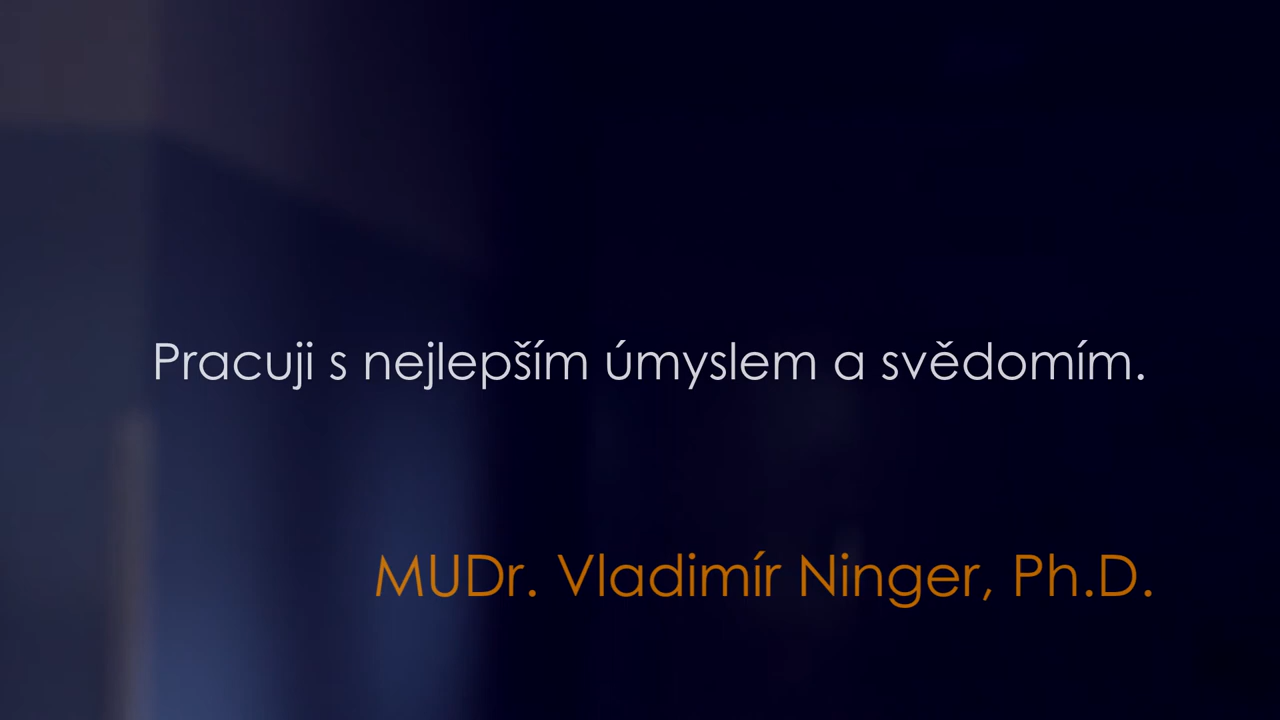 Pracuji s nejlepším úmyslem a svědomím.
MUDr. Vladimír Ninger, Ph.D.